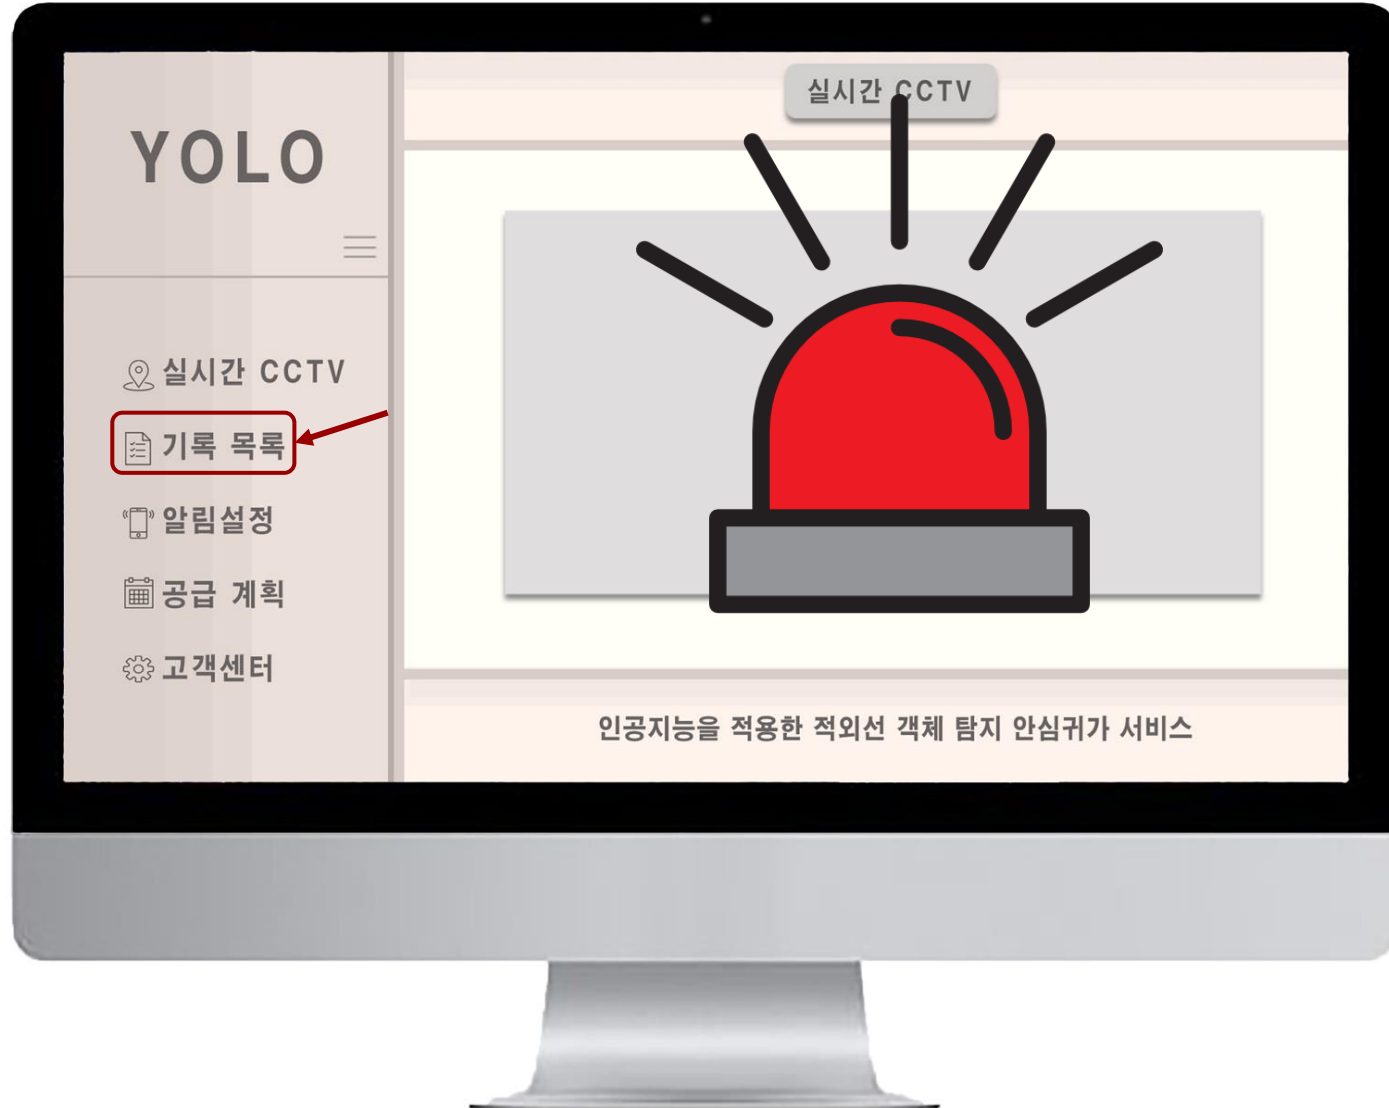 YOLO
실시간 CCTV
기록 목록
알림설정
공급 계획
고객센터
실시간 CCTV
인공지능을 적용한 적외선 객체 탐지 안심귀가 서비스